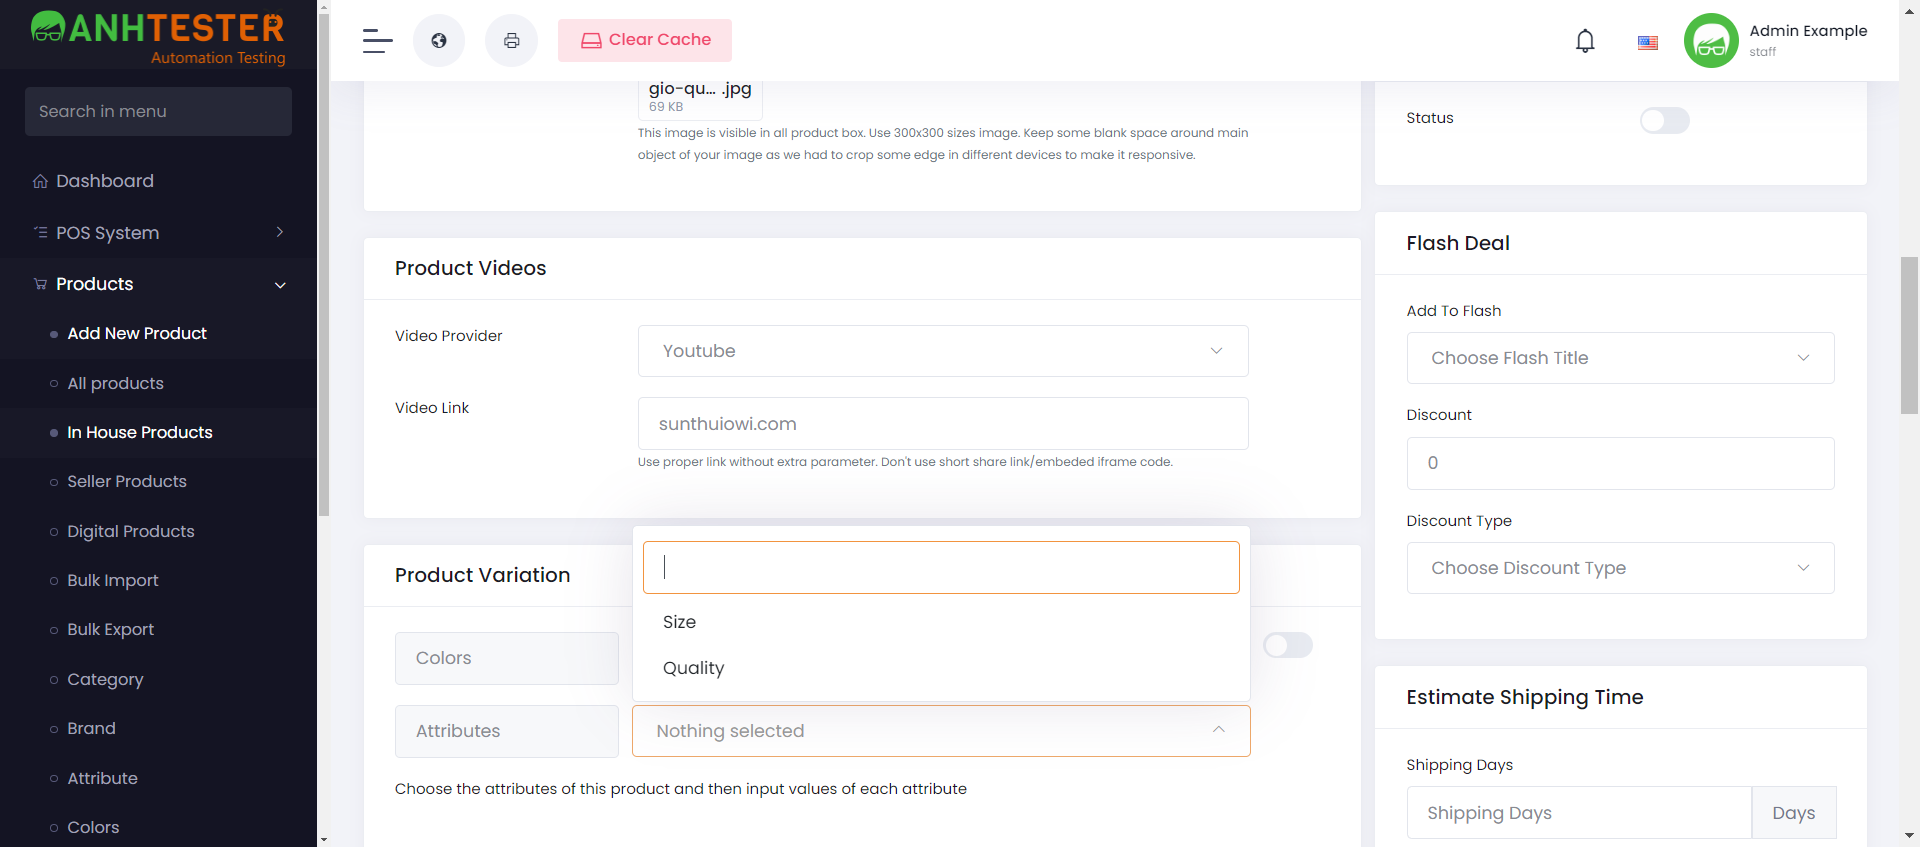 ANHTESTER
Automation Testing
Search in menu
Dashboard
POS System
Products
Add New Product
All products
In House Products
Seller Products
Digital Products
Bulk Import
Bulk Export
Category
Brand
Attribute
Colors
Clear Cache
Admin Example
staff
gio-qu... .jpg
69 KB
This image is visible in all product box. Use 300x300 sizes image. Keep some blank space around main
object of your image as we had to crop some edge in different devices to make it responsive.
Product Videos
Video Provider
Youtube
Video Link
sunthuiowi.com
Use proper link without extra parameter. Don't use short share link/embeded iframe code.
Product Variation
Size
Quality
Colors
Attributes
Nothing selected
Choose the attributes of this product and then input values of each attribute
Status
Flash Deal
Add To Flash
Choose Flash Title
Discount
0
Discount Type
Choose Discount Type
Estimate Shipping Time
Shipping Days
Shipping Days
Days